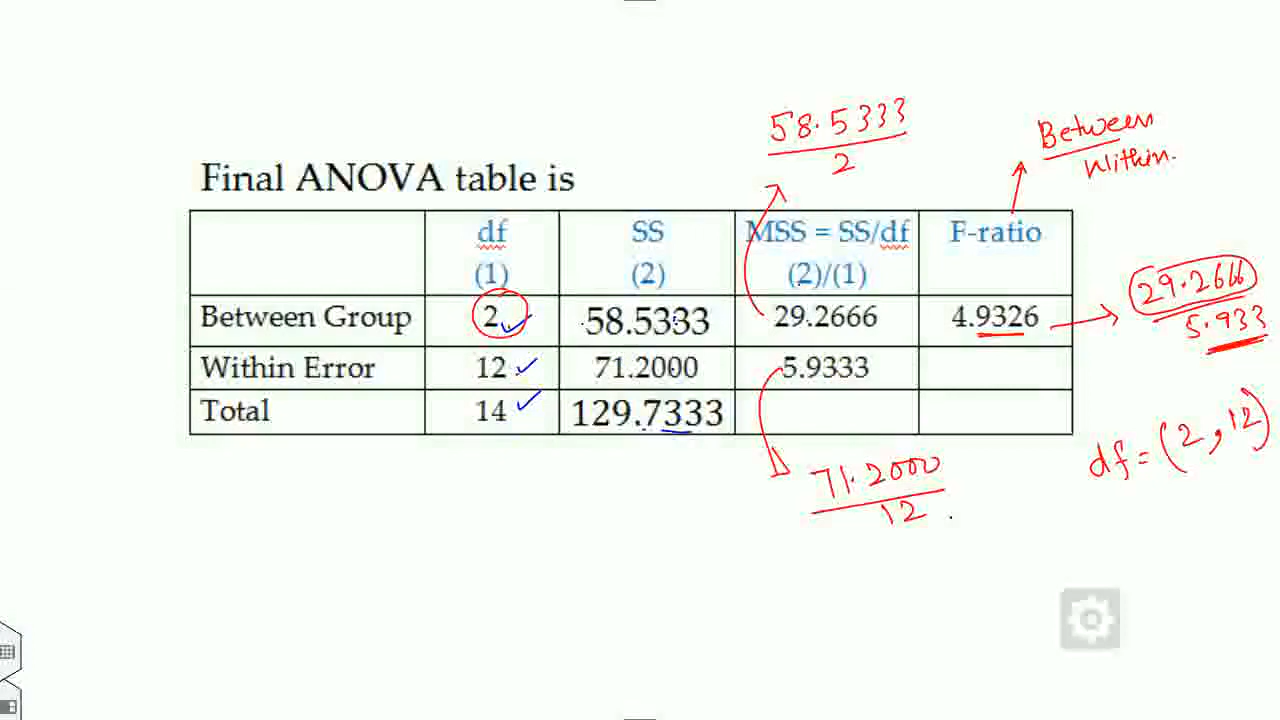 58.5333
2
Between
Within.
Final ANOVA table is
df SS MSS = SS/df F-ratio
(1) (2) (2)/(1)
Between Group 2 58.5333 29.2666 4.9326
29.2666
5.933
Within Error 12 71.2000 5.9333
Total 14 129.7333
df = (2, 12)
71.2000
12